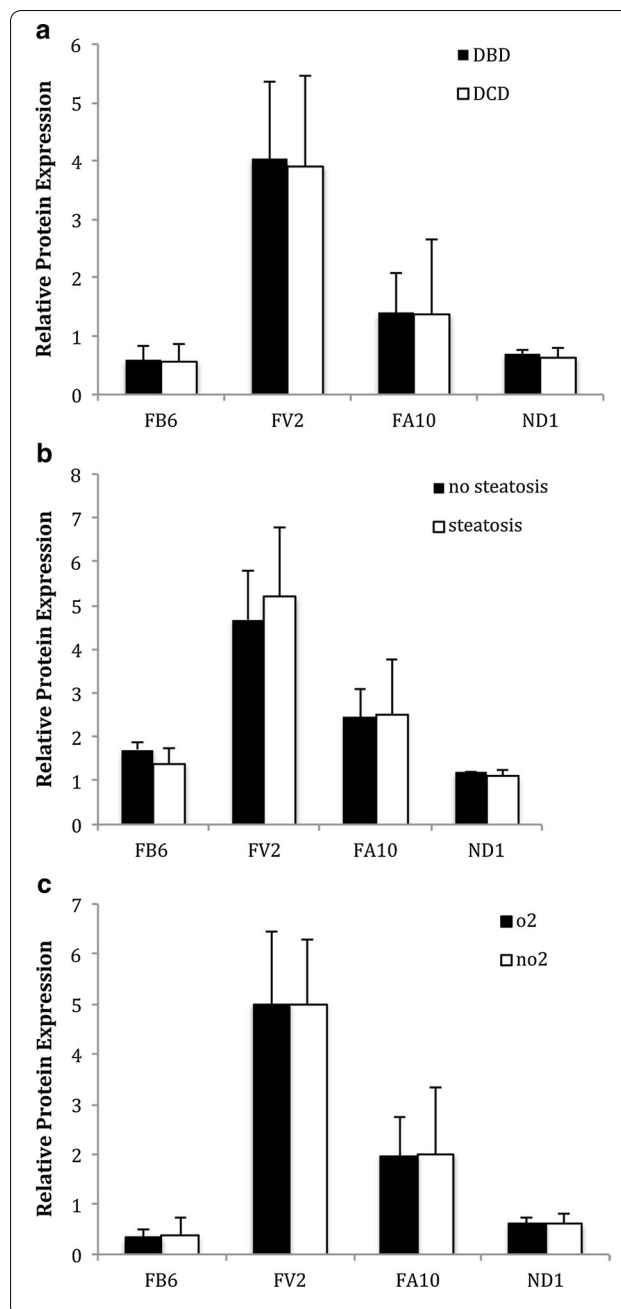 a
Relative Protein Expression
6
5
4
3
2
1
0
DBD
DCD
FB6 FV2 FA10 ND1
b
Relative Protein Expression
8
7
6
5
4
3
2
1
0
no steatosis
steatosis
FB6 FV2 FA10 ND1
c
Relative Protein Expression
7
6
5
4
3
2
1
0
o2
no2
FB6 FV2 FA10 ND1